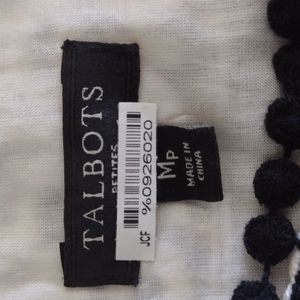 TALBOTS
PETITES
%0926020
JCF
MP
MADE IN
CHINA